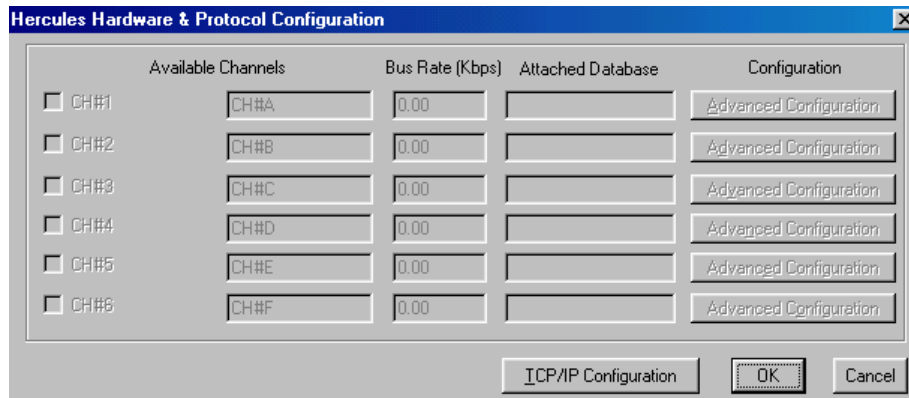 Hercules Hardware & Protocol Configuration
Available Channels Bus Rate (Kbps) Attached Database Configuration
CH#1 CH#A 0.00 Advanced Configuration
CH#2 CH#B 0.00 Advanced Configuration
CH#3 CH#C 0.00 Advanced Configuration
CH#4 CH#D 0.00 Advanced Configuration
CH#5 CH#E 0.00 Advanced Configuration
CH#6 CH#F 0.00 Advanced Configuration
TCP/IP Configuration OK Cancel